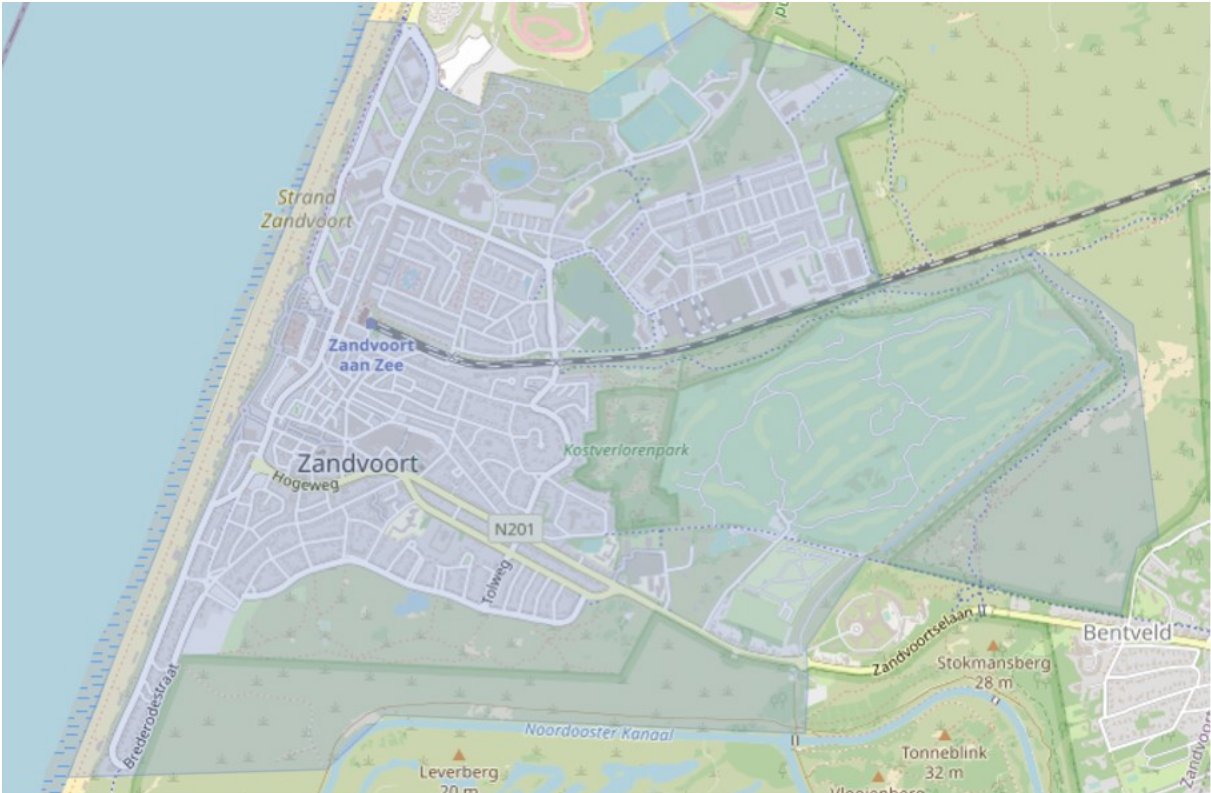 Strand
Zandvoort
Zandvoort
aan Zee
Kostverlorenpark
Zandvoort
Hogeweg
N201
Tolweg
Zandvoortselaan
Bentveld
Stokmansberg
28 m
Brederodestraat
Noordooster Kanaal
Tonneblink
32 m
Leverberg
20 m